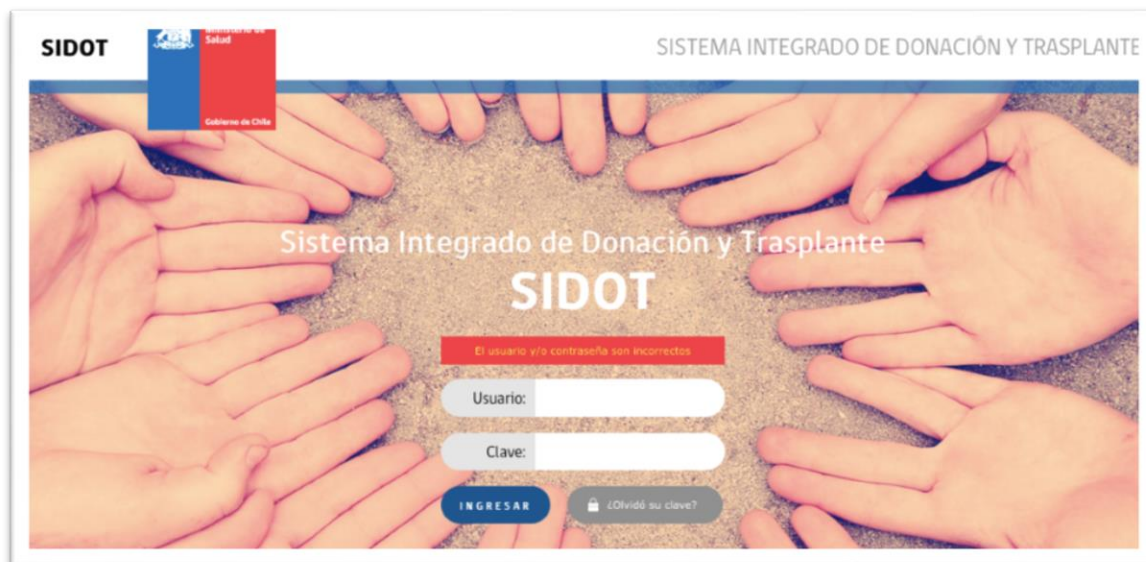 SIDOT
Ministerio de
Salud
Gobierno de Chile
SISTEMA INTEGRADO DE DONACIÓN Y TRASPLANTE
Sistema Integrado de Donación y Trasplante
SIDOT
El usuario y/o contraseña son incorrectos
Usuario:
Clave:
INGRESAR
¿Olvidó su clave?